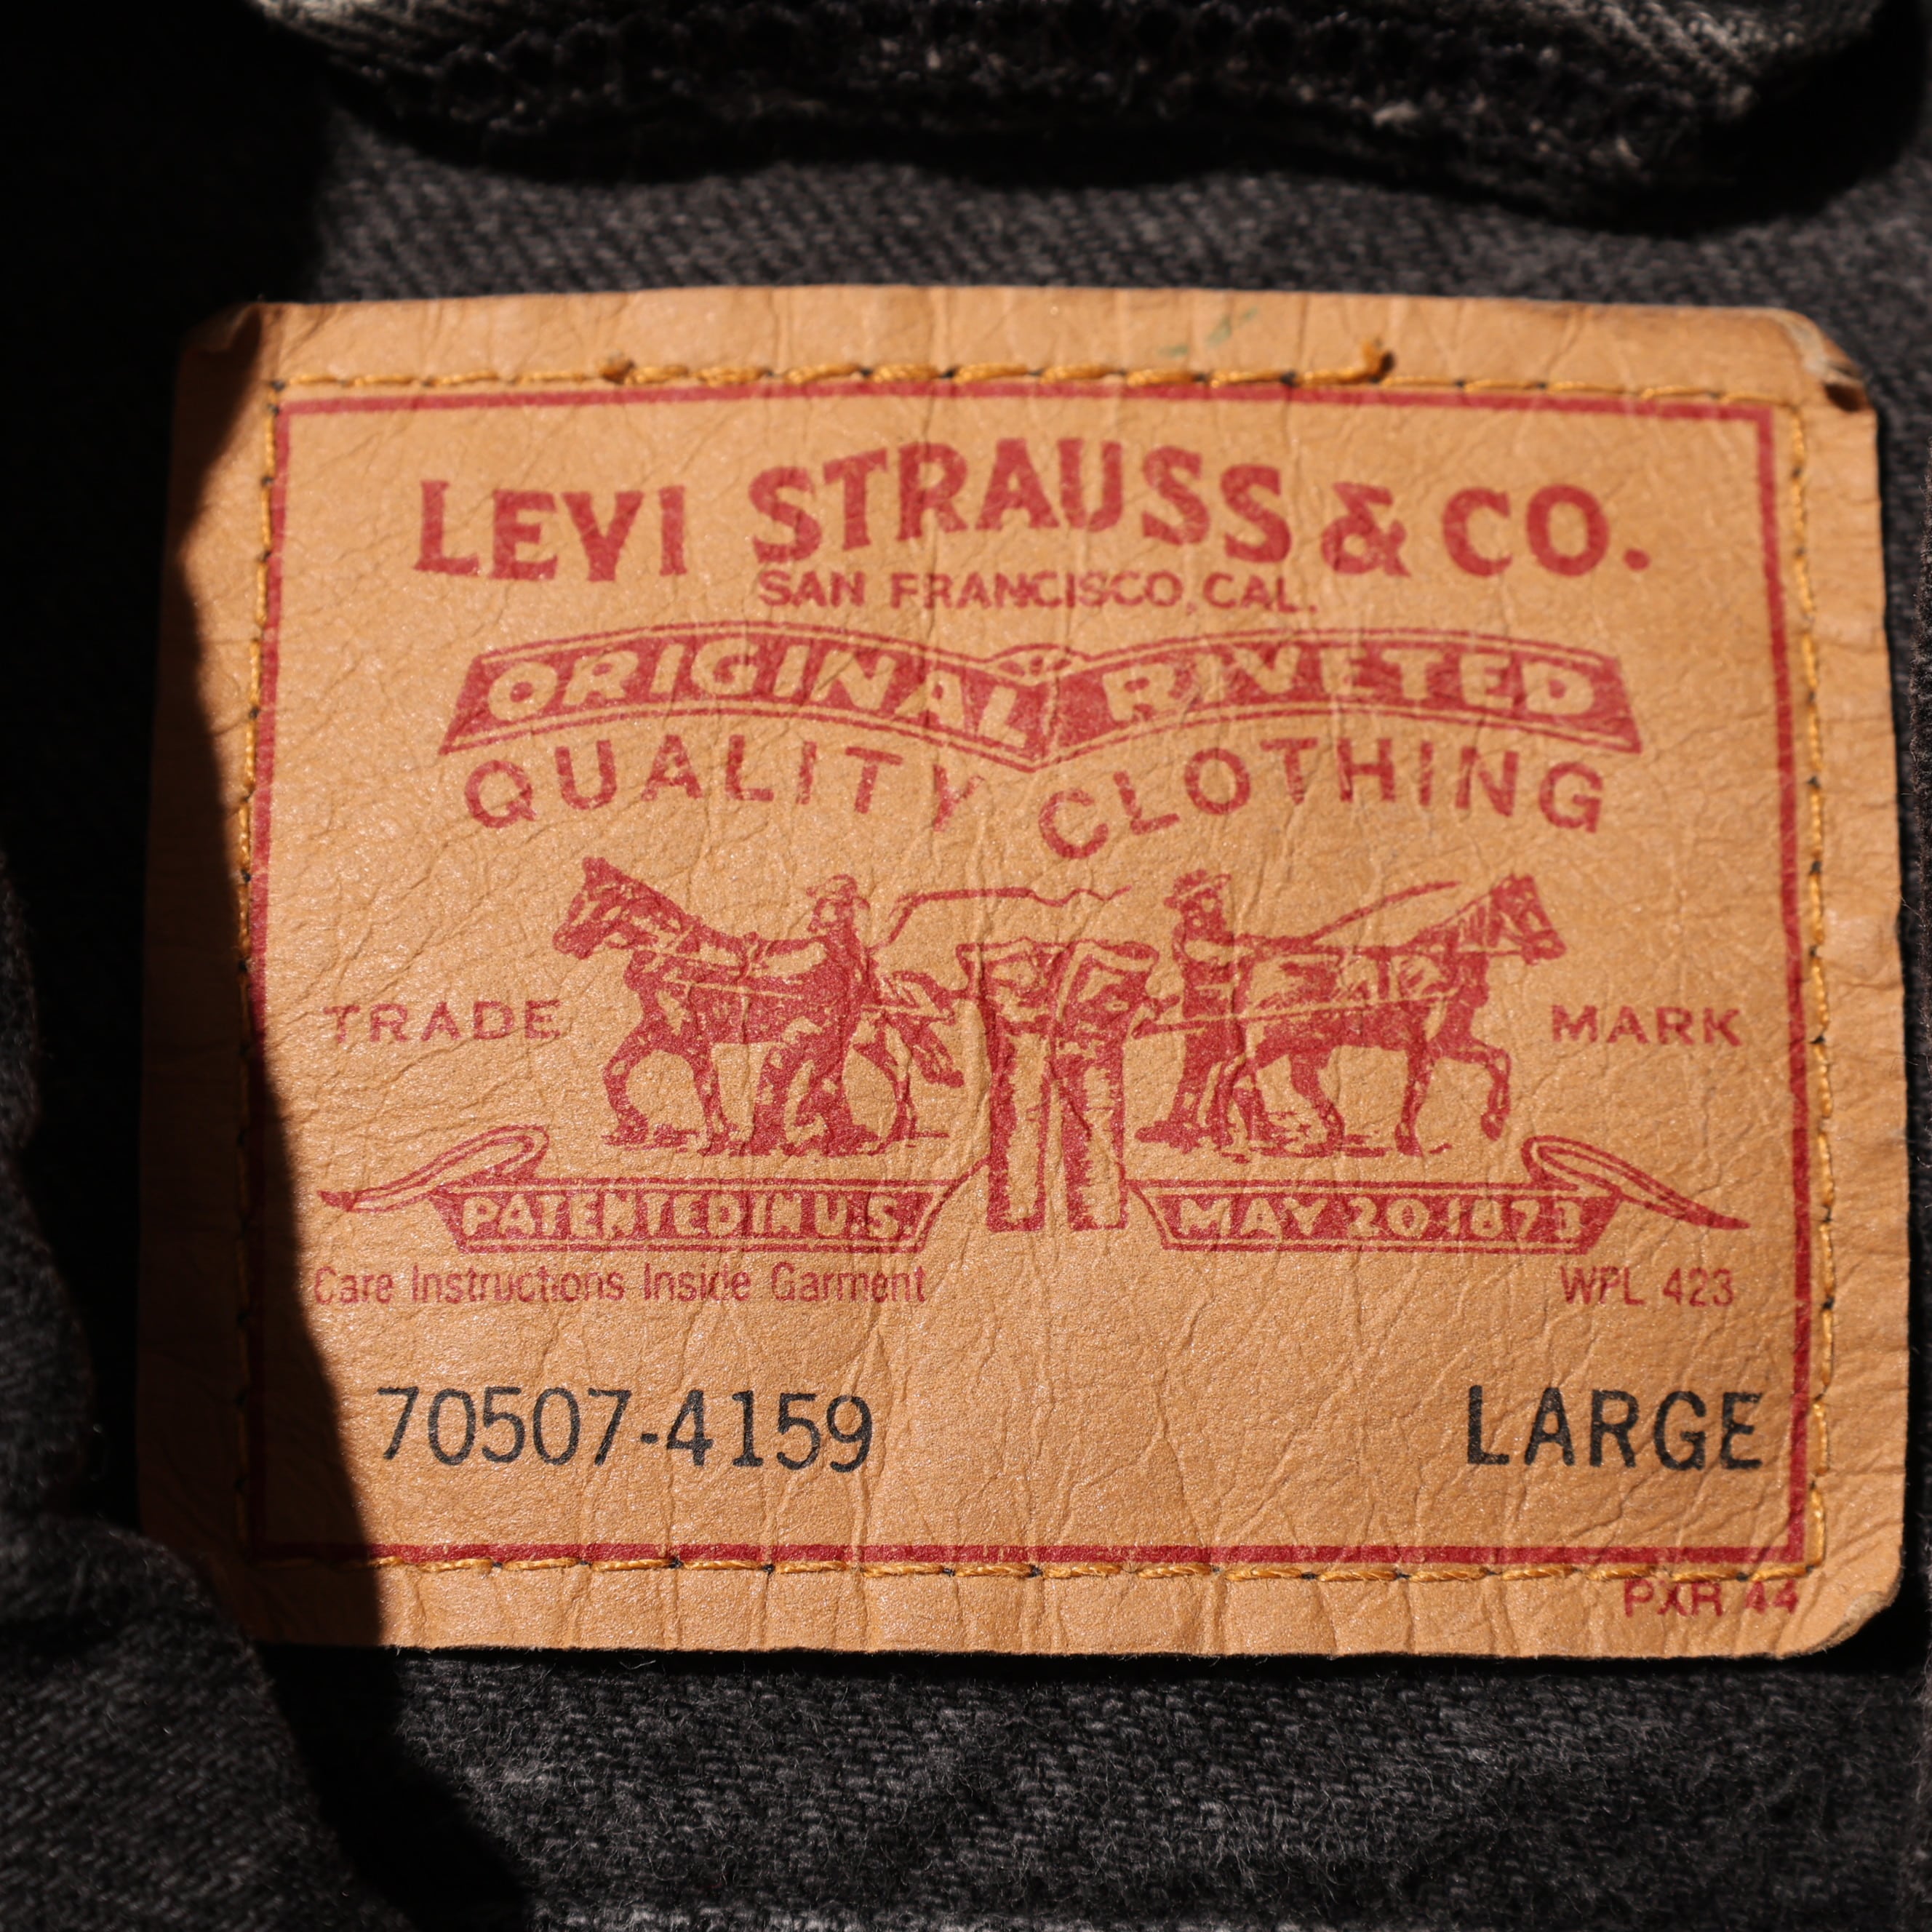 LEVI STRAUSS & CO.
SAN FRANCISCO, CAL.
ORIGINAL RIVETED
QUALITY CLOTHING
TRADE MARK
PATENTED IN U.S. MAY 20 1873
Care Instructions Inside Garment WPL 423
70507-4159 LARGE
PXR 44